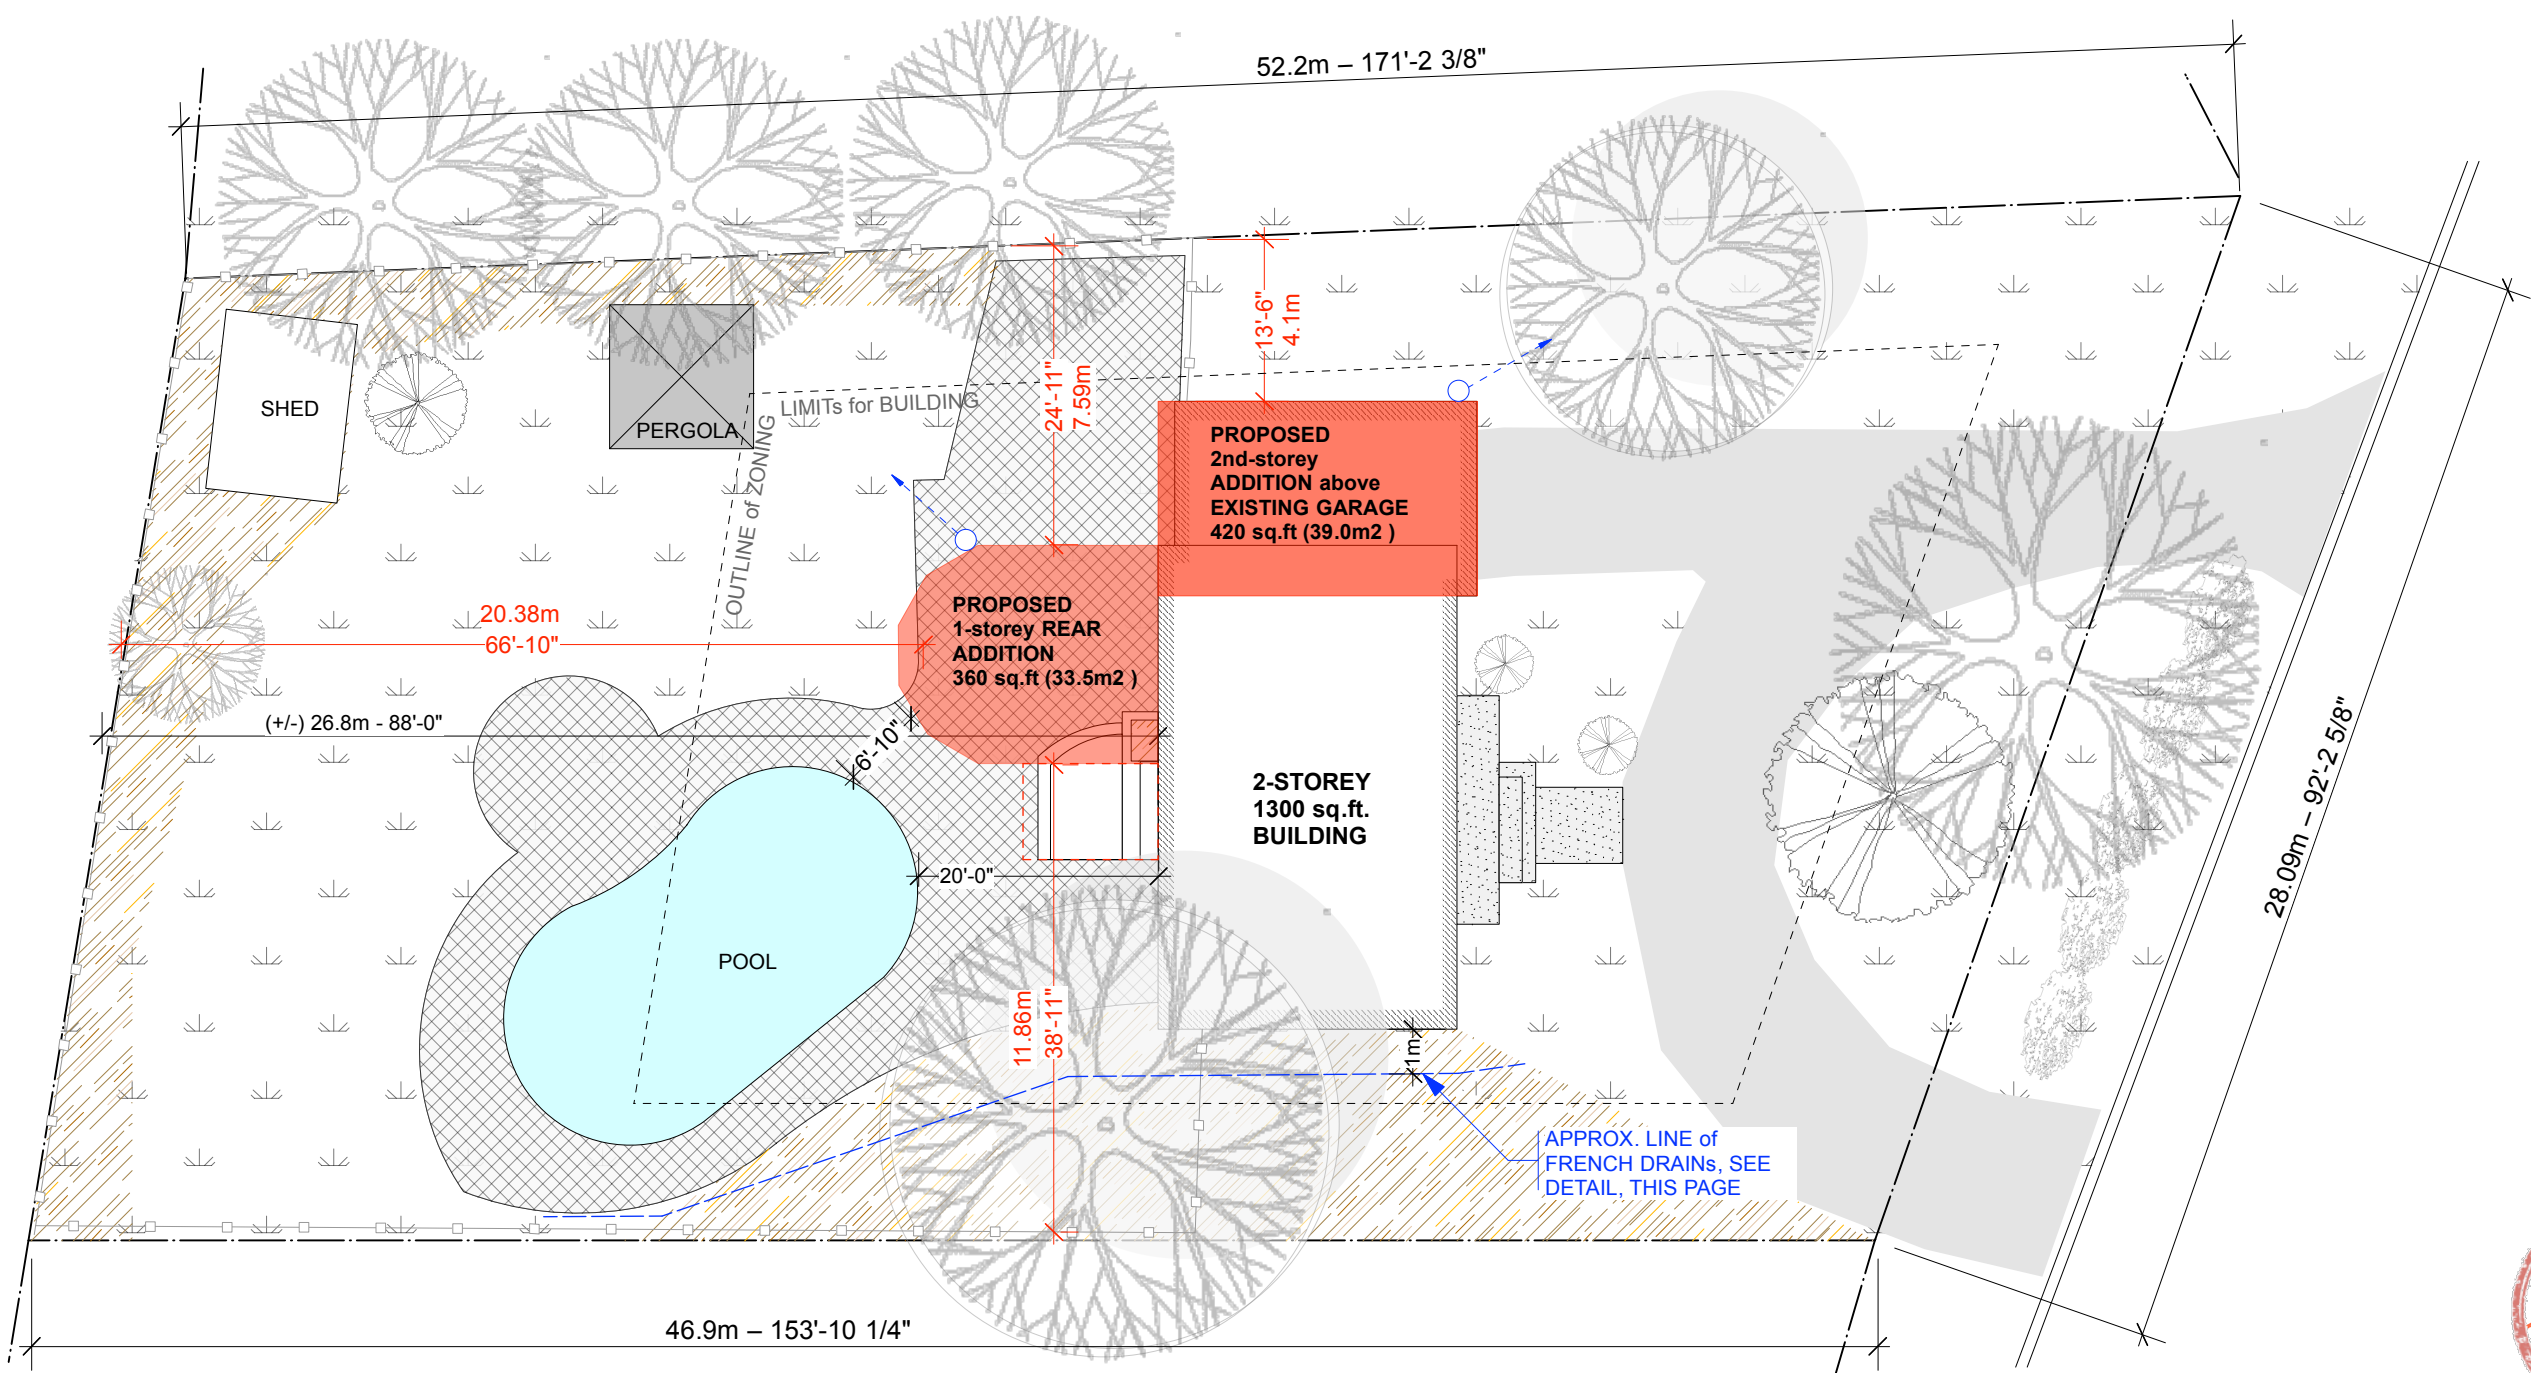 52.2m – 171'-2 3/8"
13'-6"
4.1m
24'-11"
7.59m
SHED
PERGOLA
LIMITs for BUILDING
OUTLINE of ZONING
PROPOSED
2nd-storey
ADDITION above
EXISTING GARAGE
420 sq.ft (39.0m2 )
PROPOSED
1-storey REAR
ADDITION
360 sq.ft (33.5m2 )
20.38m
66'-10"
(+/-) 26.8m - 88'-0"
6'-10"
2-STOREY
1300 sq.ft.
BUILDING
20'-0"
POOL
11.86m
38'-11"
1m
28.09m – 92'-2 5/8"
APPROX. LINE of
FRENCH DRAINs, SEE
DETAIL, THIS PAGE
46.9m – 153'-10 1/4"